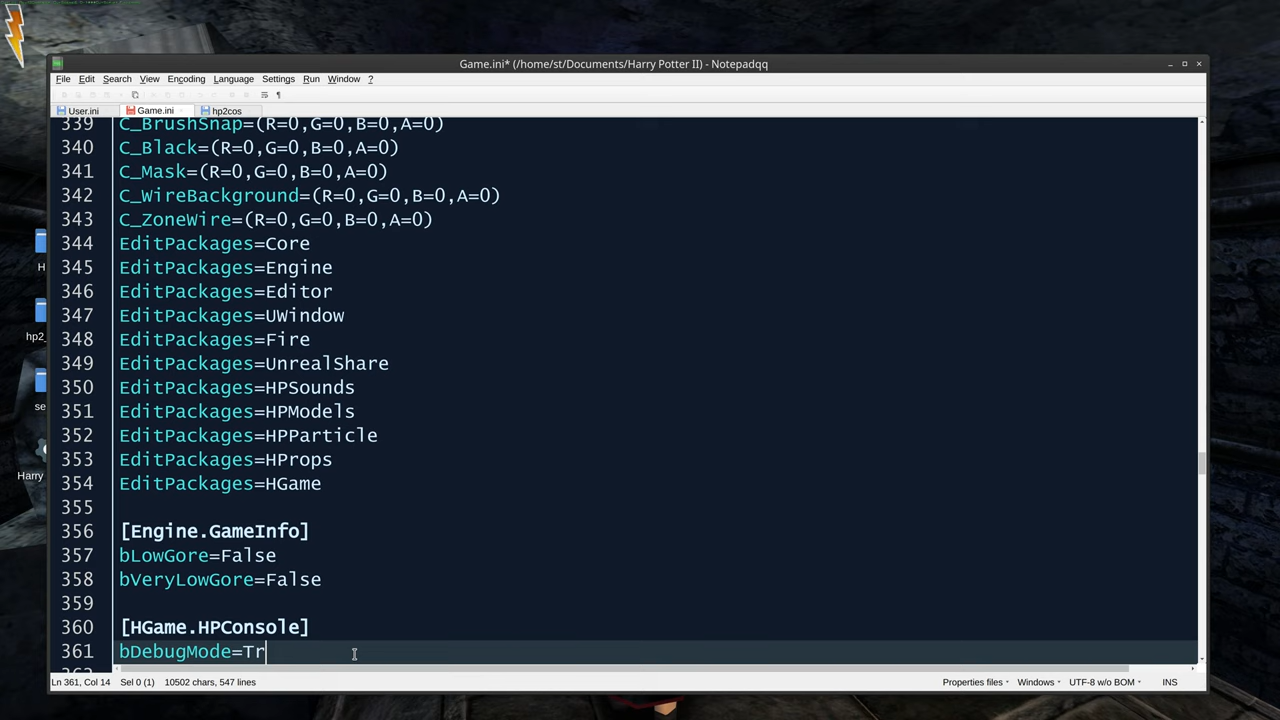 Game.ini* (/home/st/Documents/Harry Potter II) - Notepadqq
File Edit Search View Encoding Language Settings Run Window ?
User.ini Game.ini hp2cos
339 C_BrushSnap=(R=0,G=0,B=0,A=0)
340 C_Black=(R=0,G=0,B=0,A=0)
341 C_Mask=(R=0,G=0,B=0,A=0)
342 C_WireBackground=(R=0,G=0,B=0,A=0)
343 C_ZoneWire=(R=0,G=0,B=0,A=0)
344 EditPackages=Core
345 EditPackages=Engine
346 EditPackages=Editor
347 EditPackages=UWindow
348 EditPackages=Fire
349 EditPackages=UnrealShare
350 EditPackages=HPSounds
351 EditPackages=HPModels
352 EditPackages=HPParticle
353 EditPackages=HProps
354 EditPackages=HGame
355
356 [Engine.GameInfo]
357 bLowGore=False
358 bVeryLowGore=False
359
360 [HGame.HPConsole]
361 bDebugMode=Tr
Ln 361, Col 14 Sel 0 (1) 10502 chars, 547 lines Properties files Windows UTF-8 w/o BOM INS
H
hp2_
se
Harry